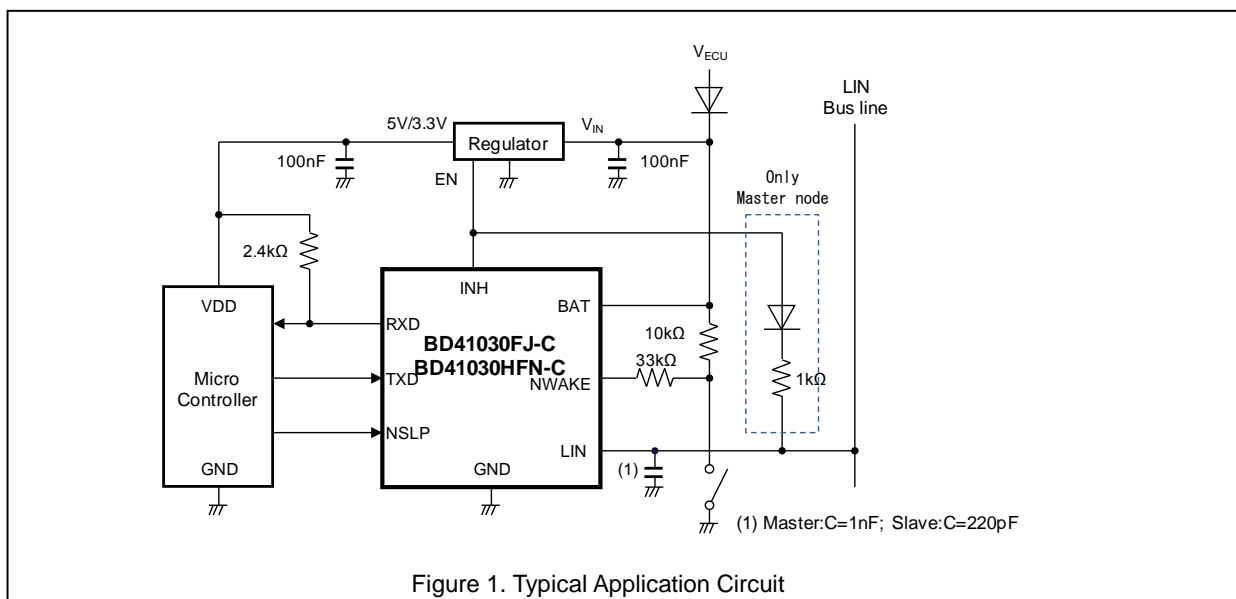 V_ECU
LIN
Bus line
5V/3.3V
Regulator
V_IN
100nF
100nF
EN
Only
Master node
2.4kΩ
VDD
INH
BAT
RXD
BD41030FJ-C
BD41030HFN-C
10kΩ
33kΩ
1kΩ
TXD
NWAKE
Micro
Controller
NSLP
LIN
GND
GND
(1)
(1) Master:C=1nF; Slave:C=220pF
Figure 1. Typical Application Circuit